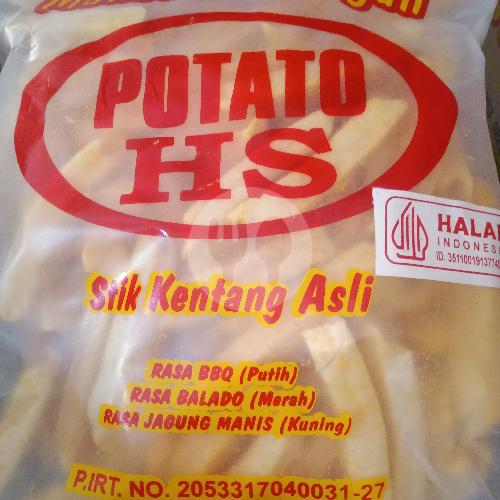 POTATO
HS
HALAL
INDONESIA
Stik Kentang Asli
RASA BBQ (Putih)
RASA BALADO (Merah)
RASA JAGUNG MANIS (Kuning)
P.IRT. NO. 2053317040031-27